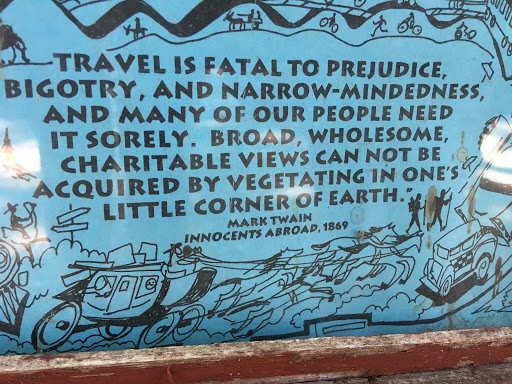 TRAVEL IS FATAL TO PREJUDICE,
BIGOTRY, AND NARROW-MINDEDNESS,
AND MANY OF OUR PEOPLE NEED
IT SORELY. BROAD, WHOLESOME,
CHARITABLE VIEWS CAN NOT BE
ACQUIRED BY VEGETATING IN ONE'S
LITTLE CORNER OF EARTH."
MARK TWAIN
INNOCENTS ABROAD, 1869